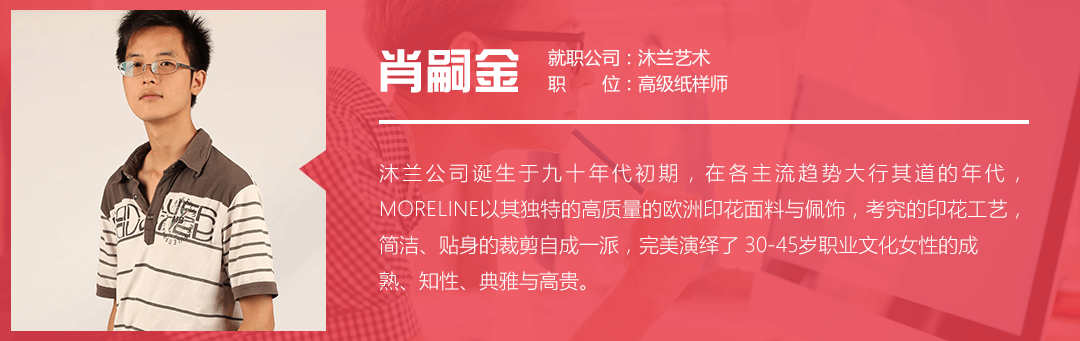 肖嗣金
就职公司：沐兰艺术
职　　位：高级纸样师
沐兰公司诞生于九十年代初期，在各主流趋势大行其道的年代，
MORELINE以其独特的高质量的欧洲印花面料与佩饰，考究的印花工艺，
简洁、贴身的裁剪自成一派，完美演绎了 30-45岁职业文化女性的成
熟、知性、典雅与高贵。